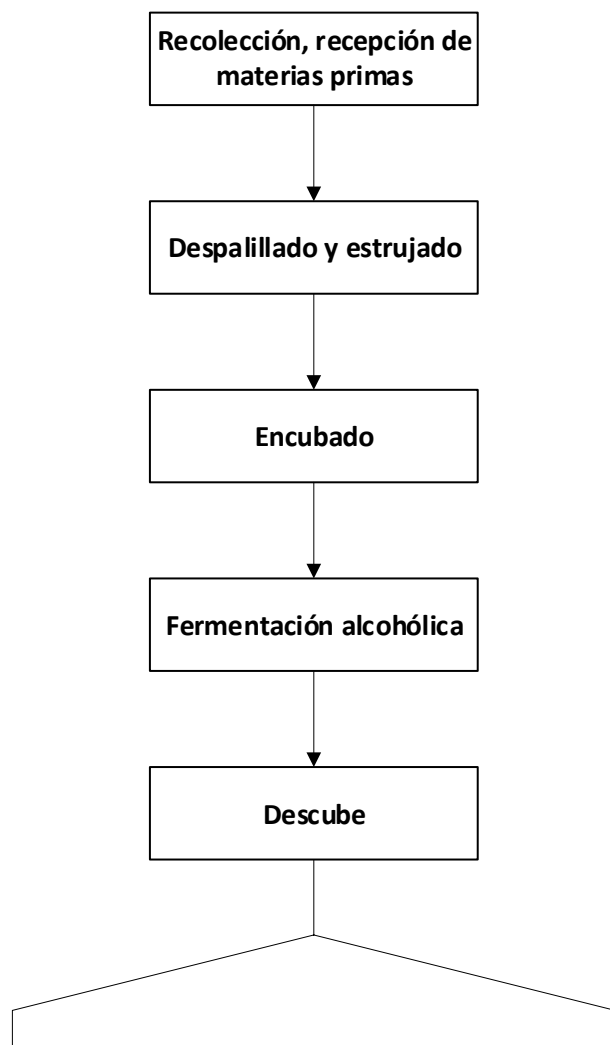 Recolección, recepción de
materias primas
Despalillado y estrujado
Encubado
Fermentación alcohólica
Descube